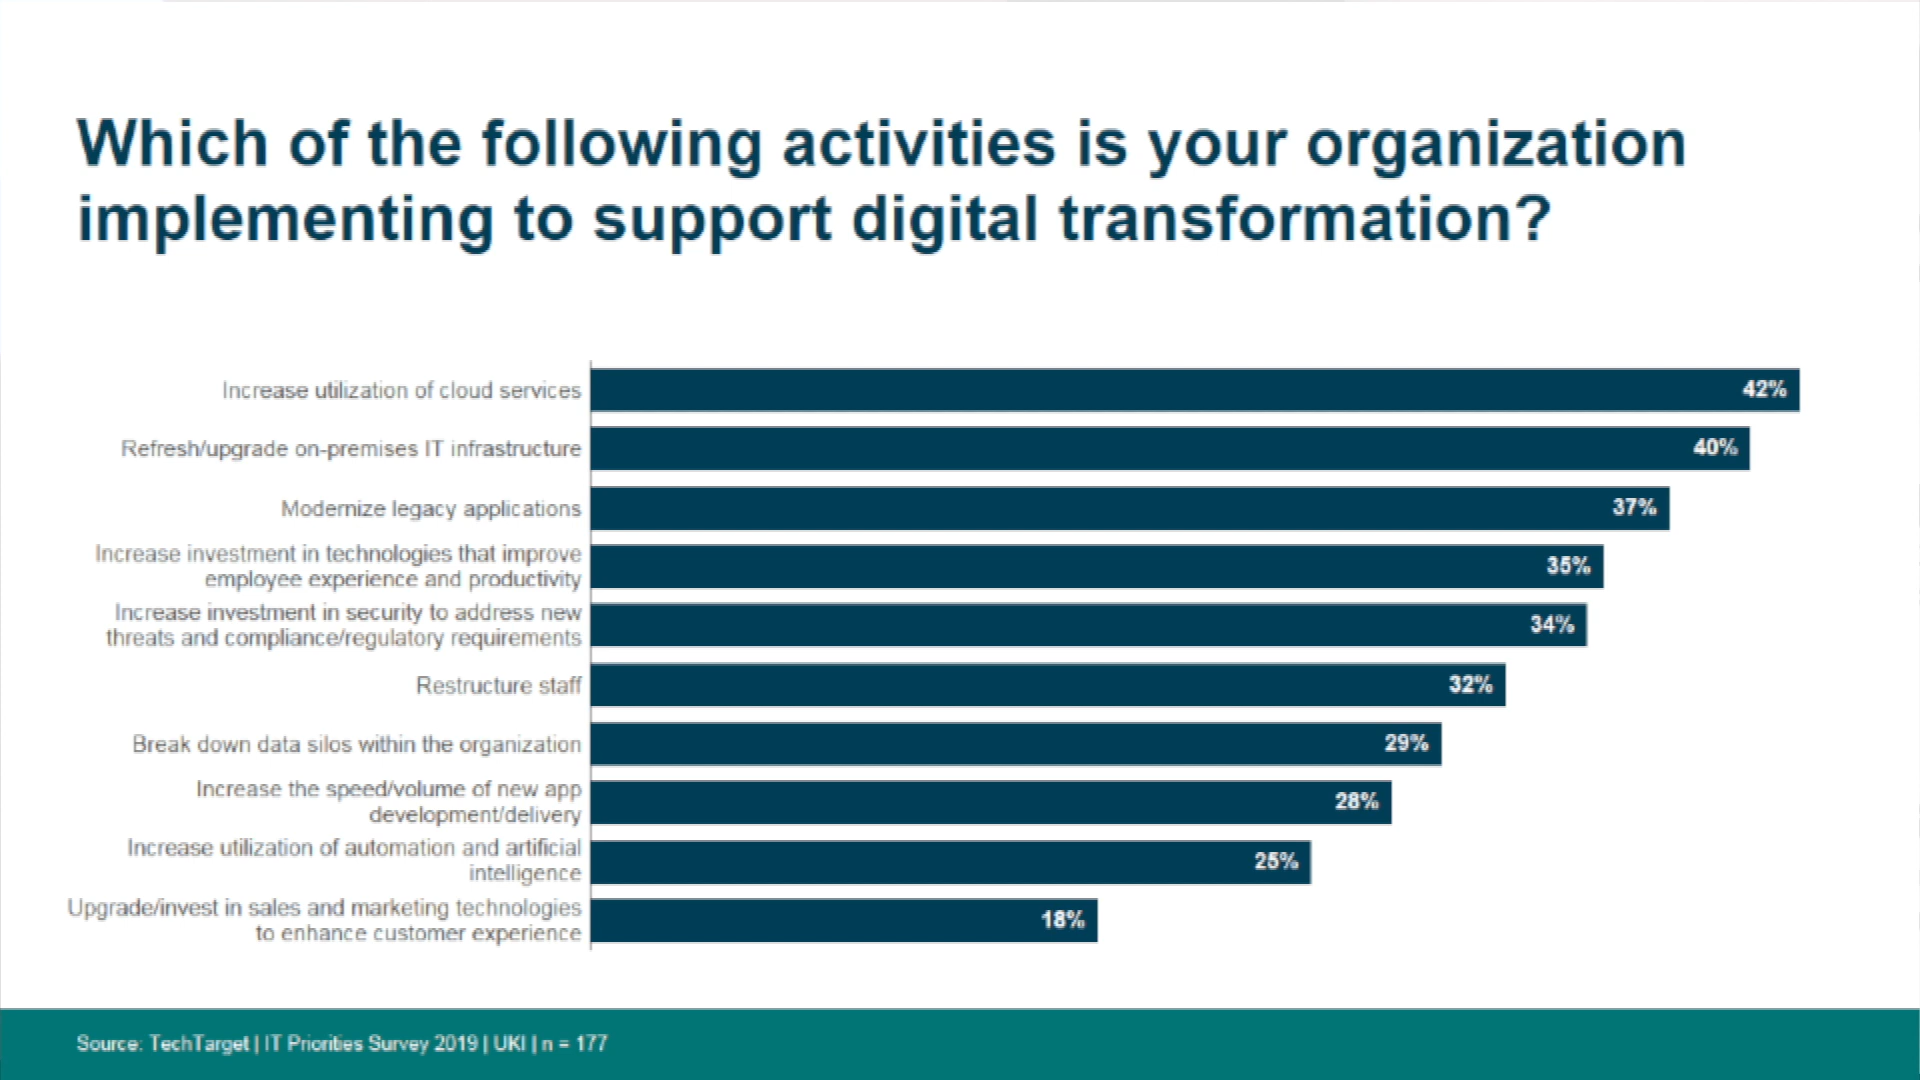 Which of the following activities is your organization
implementing to support digital transformation?
Increase utilization of cloud services
42%
Refresh/upgrade on-premises IT infrastructure
40%
Modernize legacy applications
37%
Increase investment in technologies that improve
employee experience and productivity
35%
Increase investment in security to address new
threats and compliance/regulatory requirements
34%
Restructure staff
32%
Break down data silos within the organization
29%
Increase the speed/volume of new app
development/delivery
28%
Increase utilization of automation and artificial
intelligence
25%
Upgrade/invest in sales and marketing technologies
to enhance customer experience
18%
Source: TechTarget | IT Priorities Survey 2019 | UKI | n = 177